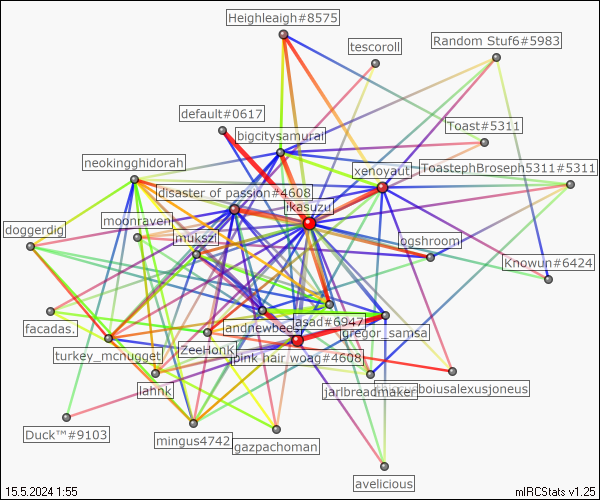 Heighleaigh#8575
tescoroll
Random Stuf6#5983
default#0617
Toast#5311
bigcitysamurai
neokingghidorah
xenoyaut
ToastephBroseph5311#5311
disaster of passion#4608
ikasuzu
moonraven
doggerdig
mukszi
ogshroom
Knowun#6424
asad#6947
facadas.
andnewbees
gregor_samsa
ZeeHonk
turkey_mcnugget
pink hair woag#4608
lahnk
jarlbreadmaker
boiusalexusjoneus
Duck™#9103
mingus4742
gazpachoman
avelicious
15.5.2024 1:55
mIRCStats v1.25